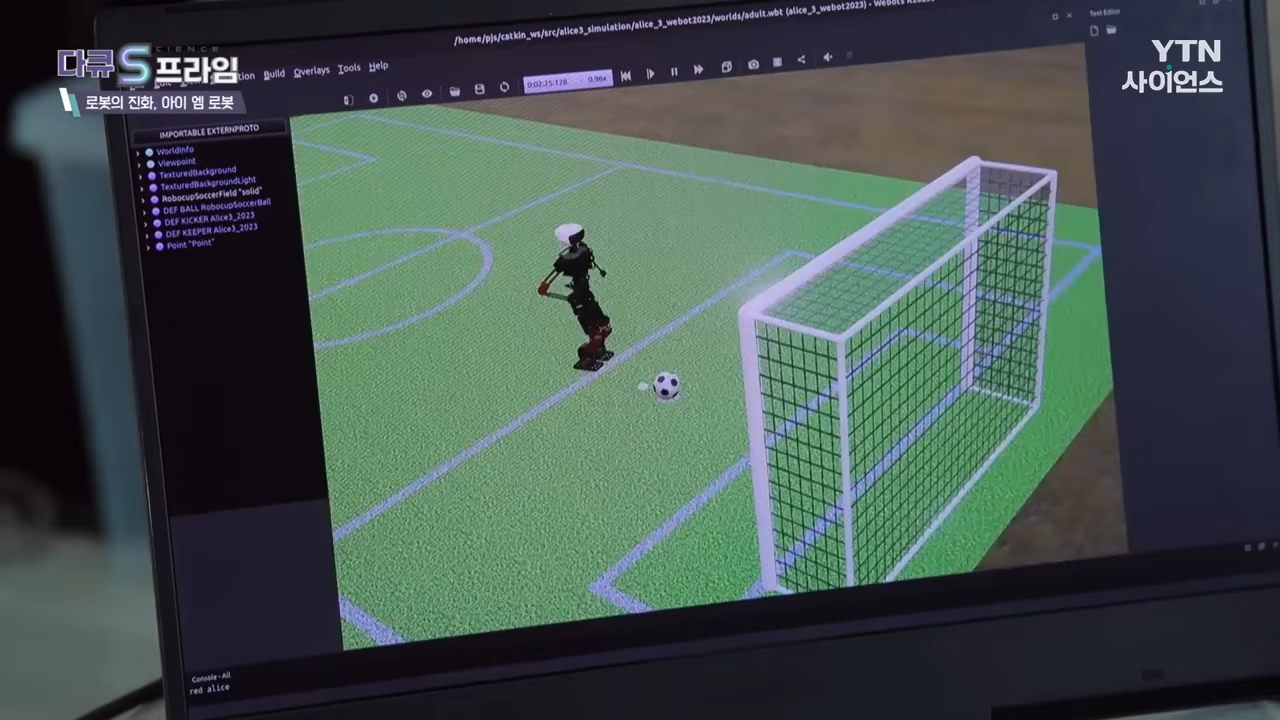 /home/pjs/catkin_ws/src/alice3_simulation/alice_3_webot2023/worlds/adult.wbt (alice_3_webot2023) - Webots
Text Editor
다큐S프라임
SCIENCE
로봇의 진화, 아이 엠 로봇
YTN
사이언스
Build Overlays Tools Help
0:02:25:128 - 0.96x
IMPORTABLE EXTERNPROTO
WorldInfo
Viewpoint
TexturedBackground
TexturedBackgroundLight
RobocupSoccerField "solid"
DEF BALL RobocupSoccerBall
DEF KICKER Alice3_2023
DEF KEEPER Alice3_2023
Point "Point"
Console - All
red alice